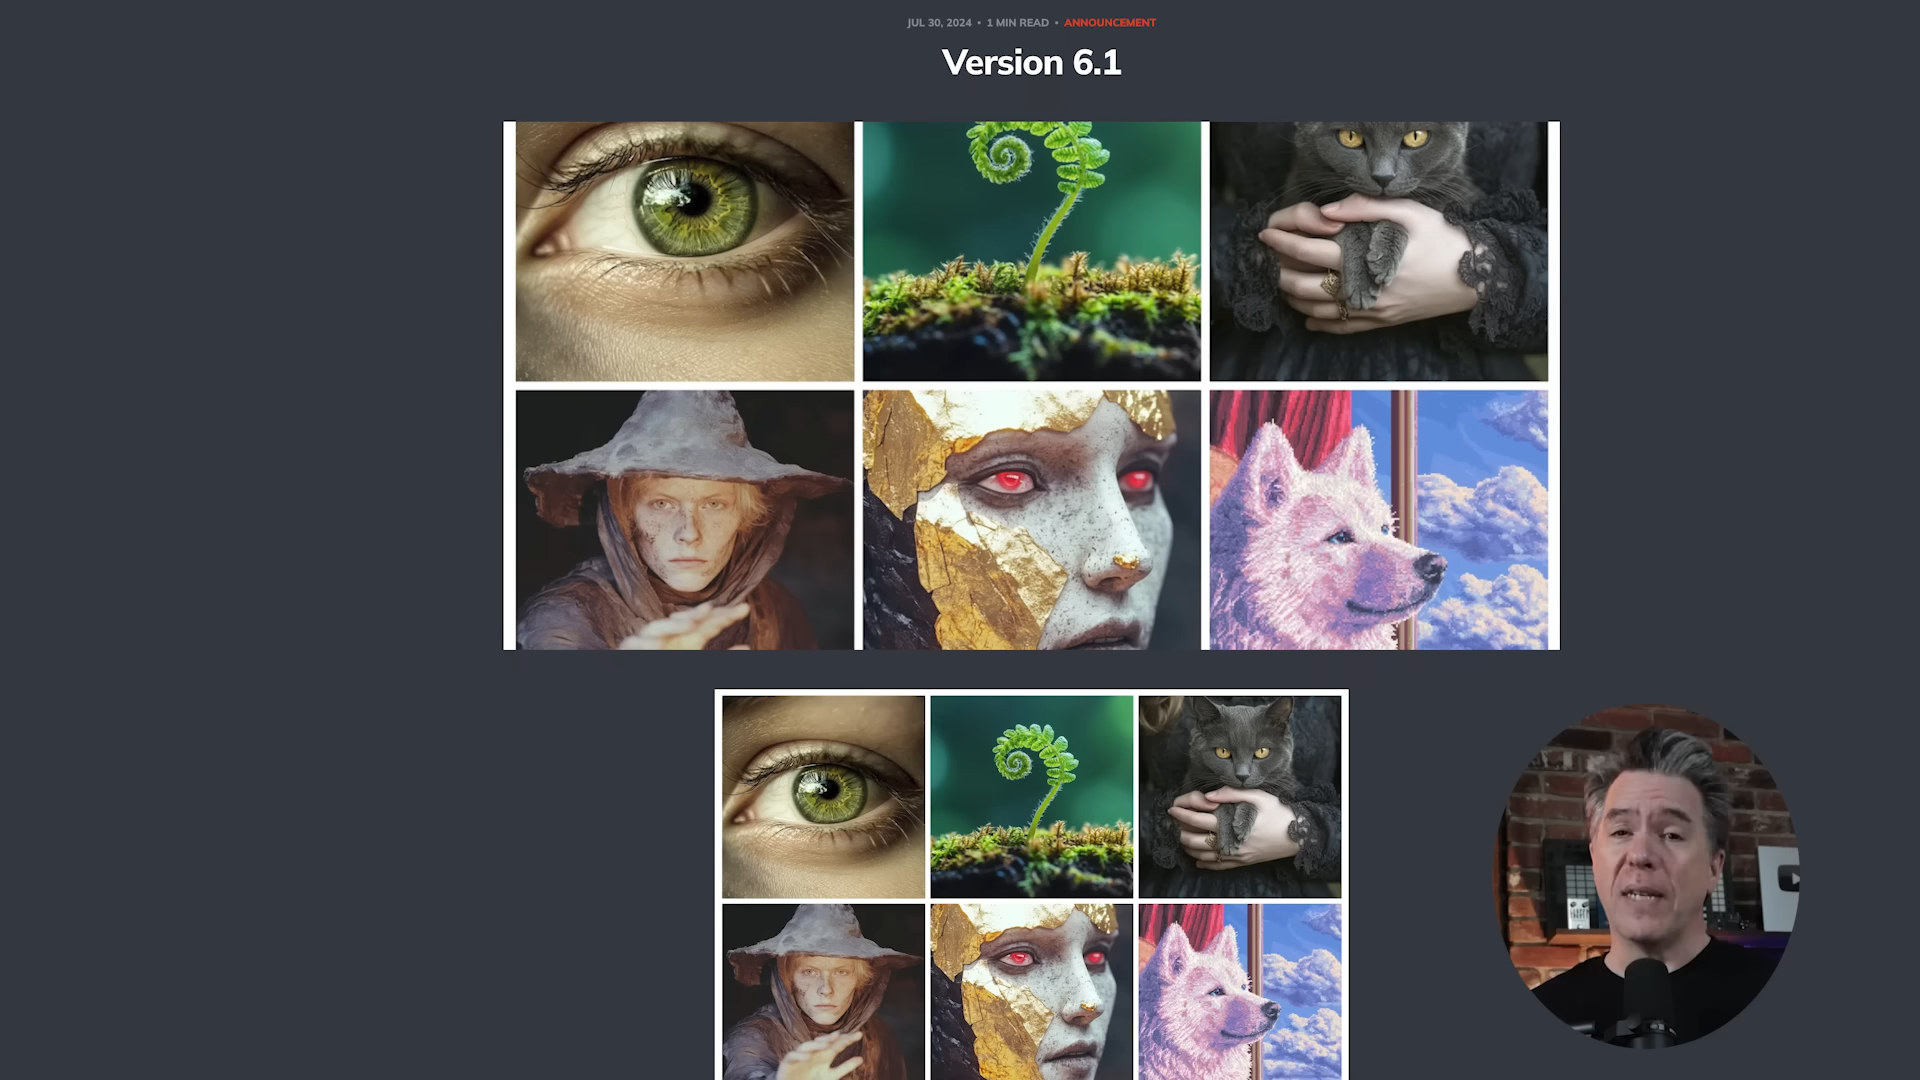 JUL 30, 2024 • 1 MIN READ • ANNOUNCEMENT
Version 6.1